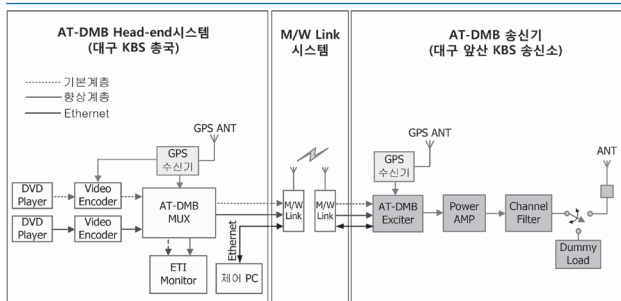 AT-DMB Head-end시스템
(대구 KBS 총국)
M/W Link
시스템
AT-DMB 송신기
(대구 앞산 KBS 송신소)
기본계층
향상계층
Ethernet
GPS ANT
GPS
수신기
DVD
Player
Video
Encoder
DVD
Player
Video
Encoder
AT-DMB
MUX
ETI
Monitor
Ethernet
제어 PC
M/W
Link
M/W
Link
GPS ANT
GPS
수신기
AT-DMB
Exciter
Power
AMP
Channel
Filter
ANT
Dummy
Load